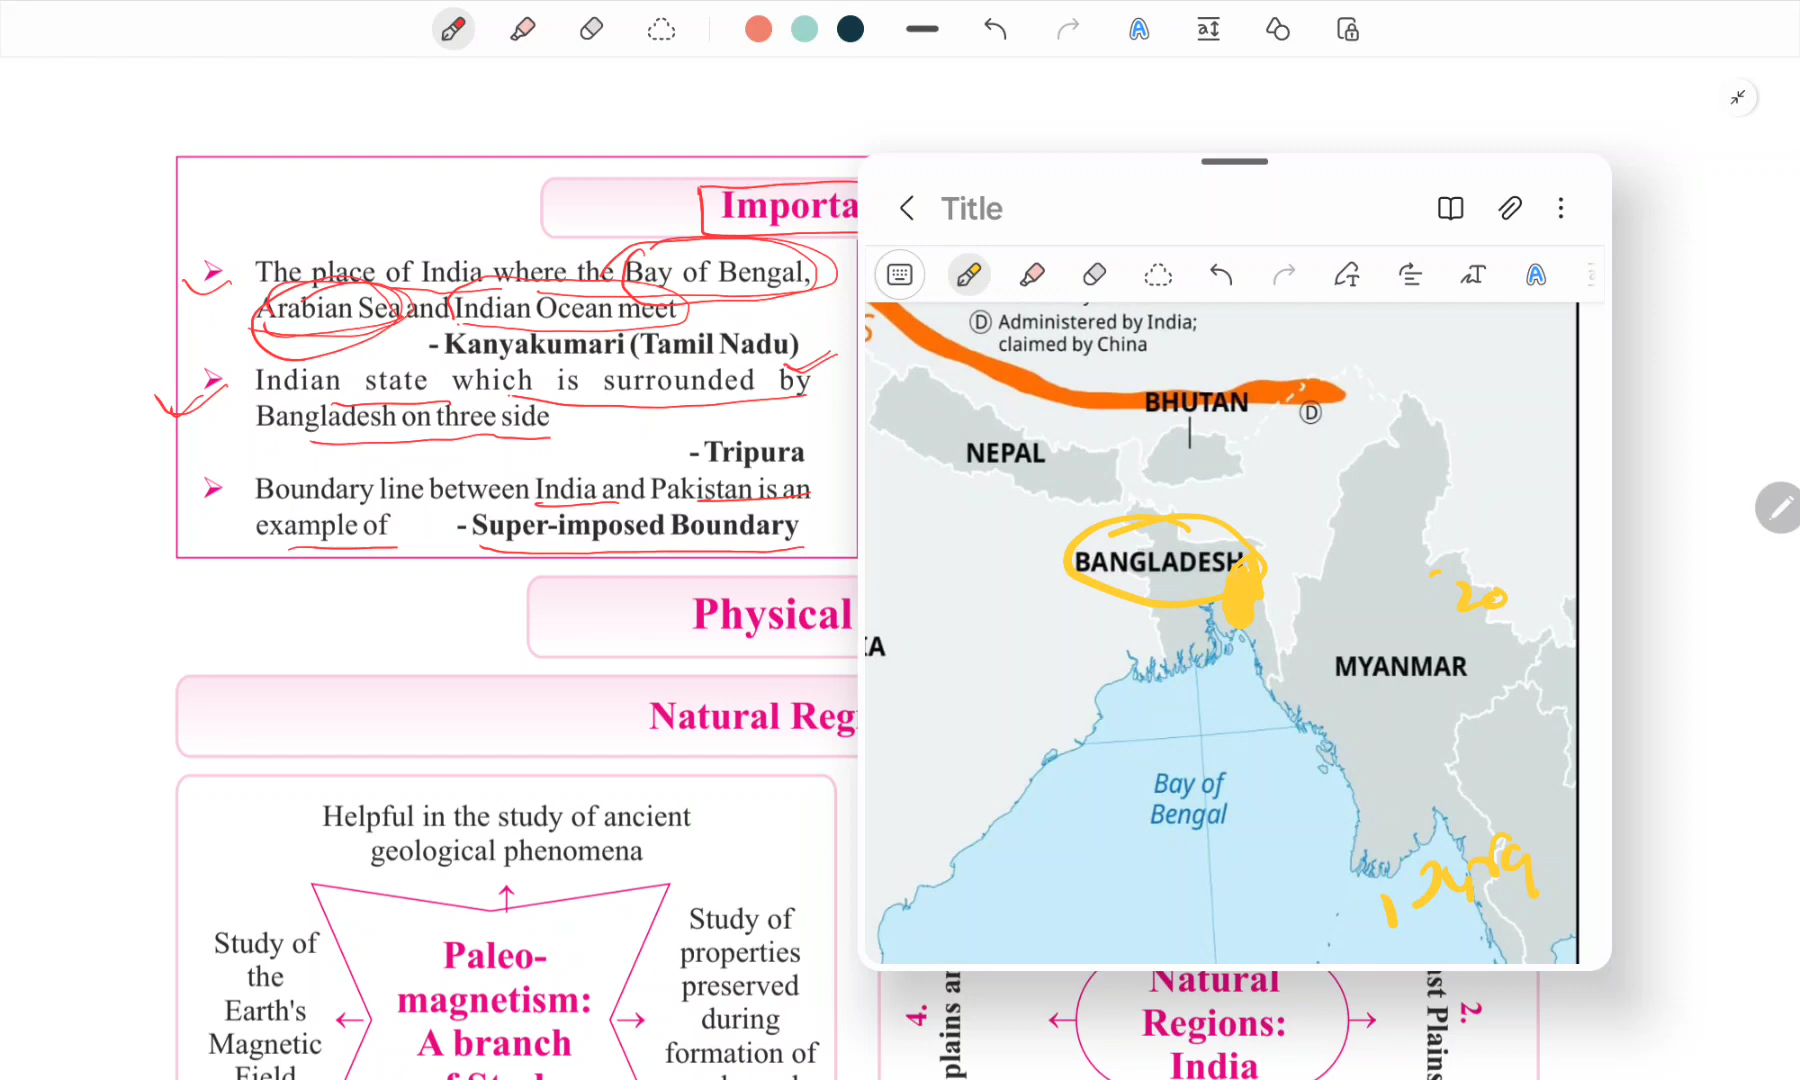 Importa
The place of India where the Bay of Bengal,
Arabian Sea and Indian Ocean meet
- Kanyakumari (Tamil Nadu)
Indian state which is surrounded by
Bangladesh on three side
- Tripura
Boundary line between India and Pakistan is an
example of - Super-imposed Boundary
Physical
Natural Reg
Helpful in the study of ancient
geological phenomena
Study of
the
Earth's
Magnetic
Field
Paleo-
magnetism:
A branch
Study of
properties
preserved
during
formation of
Title
D Administered by India;
claimed by China
BHUTAN
D
NEPAL
BANGLADESH
20
MYANMAR
Bay of
Bengal
4.
plains
Natural
Regions:
India
2.
Plains